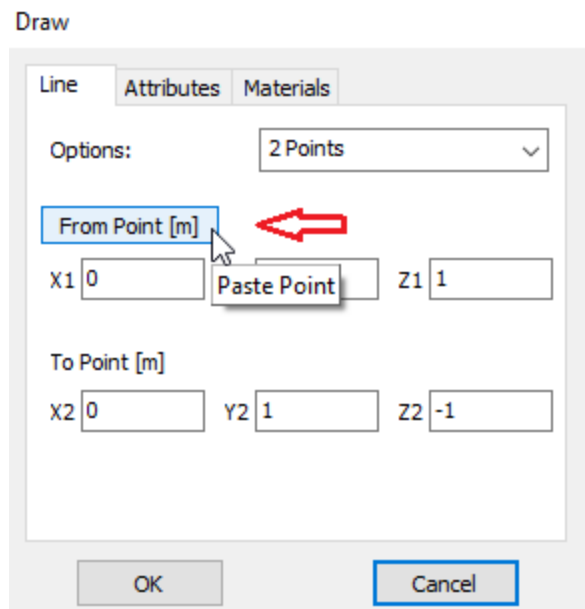 Draw
Line Attributes Materials
Options: 2 Points
From Point [m]
X1 0 Z1 1
Paste Point
To Point [m]
X2 0 Y2 1 Z2 -1
OK Cancel